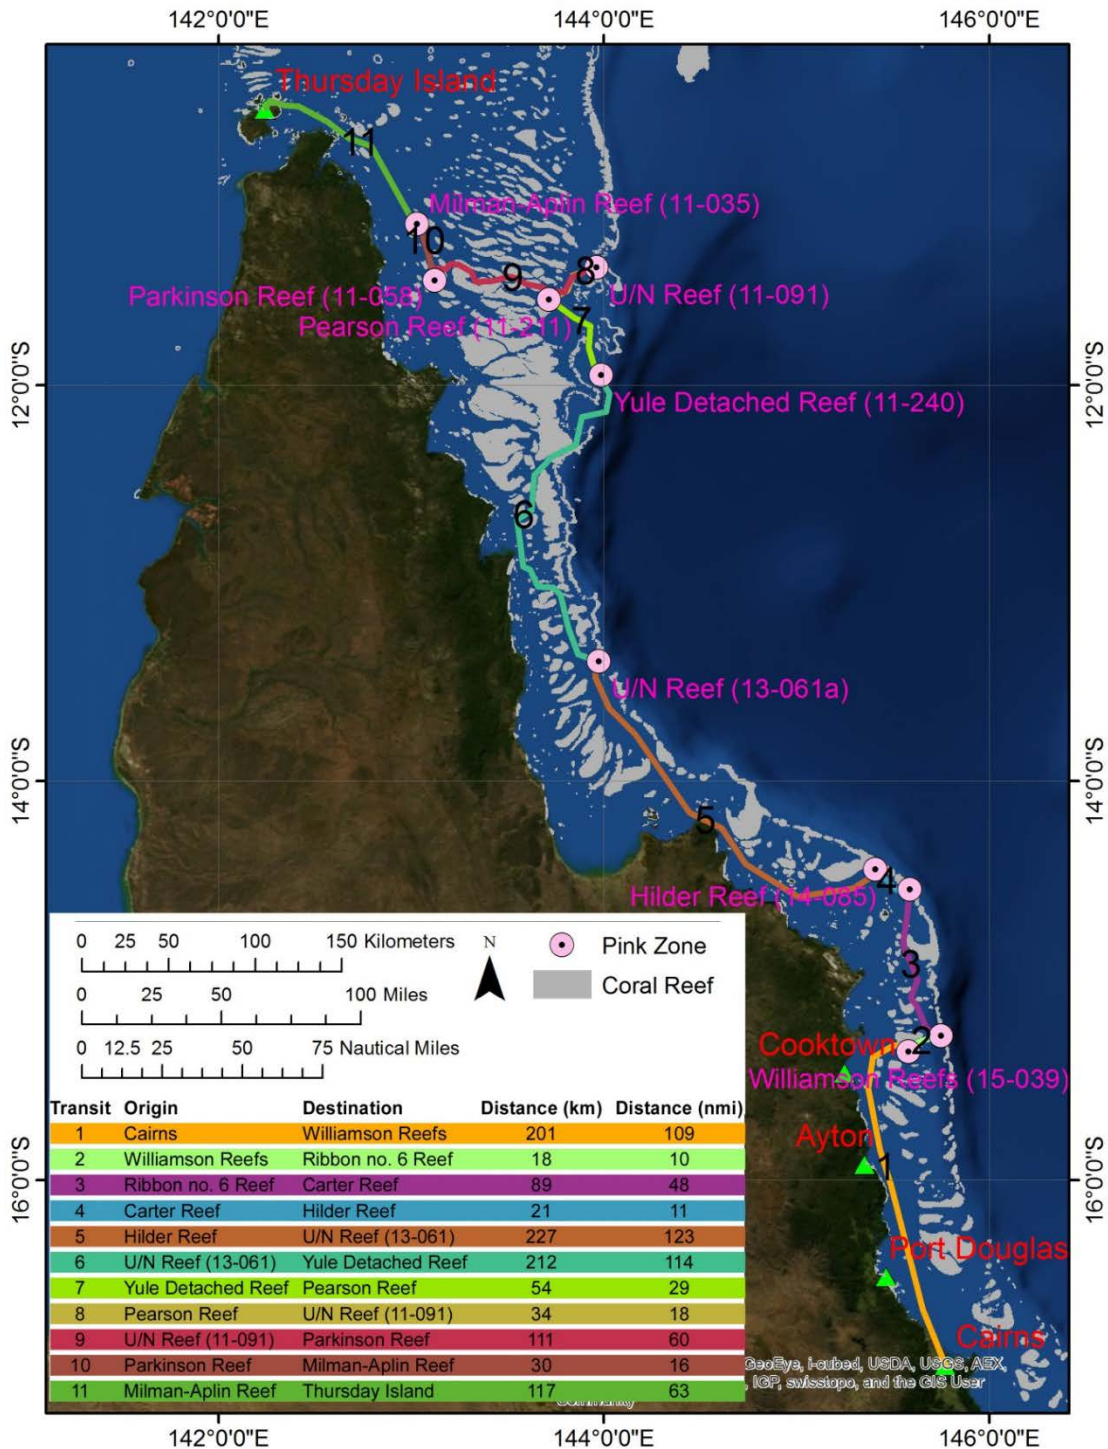 142°0'0"E 144°0'0"E 146°0'0"E
Thursday Island
11
Milman-Aplin Reef (11-035)
10
8
9
Parkinson Reef (11-058)
U/N Reef (11-091)
Pearson Reef (11-211)
7
12°0'0"S 12°0'0"S
Yule Detached Reef (11-240)
6
U/N Reef (13-061a)
14°0'0"S 14°0'0"S
5
4
Hilder Reef (14-085)
3
2
Cooktown
Williamson Reefs (15-039)
Ayton
1
16°0'0"S 16°0'0"S
Port Douglas
Cairns
0 25 50 100 150 Kilometers
0 25 50 100 Miles
0 12.5 25 50 75 Nautical Miles
N
Pink Zone
Coral Reef
Transit Origin Destination Distance (km) Distance (nmi)
1 Cairns Williamson Reefs 201 109
2 Williamson Reefs Ribbon no. 6 Reef 18 10
3 Ribbon no. 6 Reef Carter Reef 89 48
4 Carter Reef Hilder Reef 21 11
5 Hilder Reef U/N Reef (13-061) 227 123
6 U/N Reef (13-061) Yule Detached Reef 212 114
7 Yule Detached Reef Pearson Reef 54 29
8 Pearson Reef U/N Reef (11-091) 34 18
9 U/N Reef (11-091) Parkinson Reef 111 60
10 Parkinson Reef Milman-Aplin Reef 30 16
11 Milman-Aplin Reef Thursday Island 117 63
GeoEye, i-cubed, USDA, USGS, AEX,
, IGP, swisstopo, and the GIS User
Community
142°0'0"E 144°0'0"E 146°0'0"E